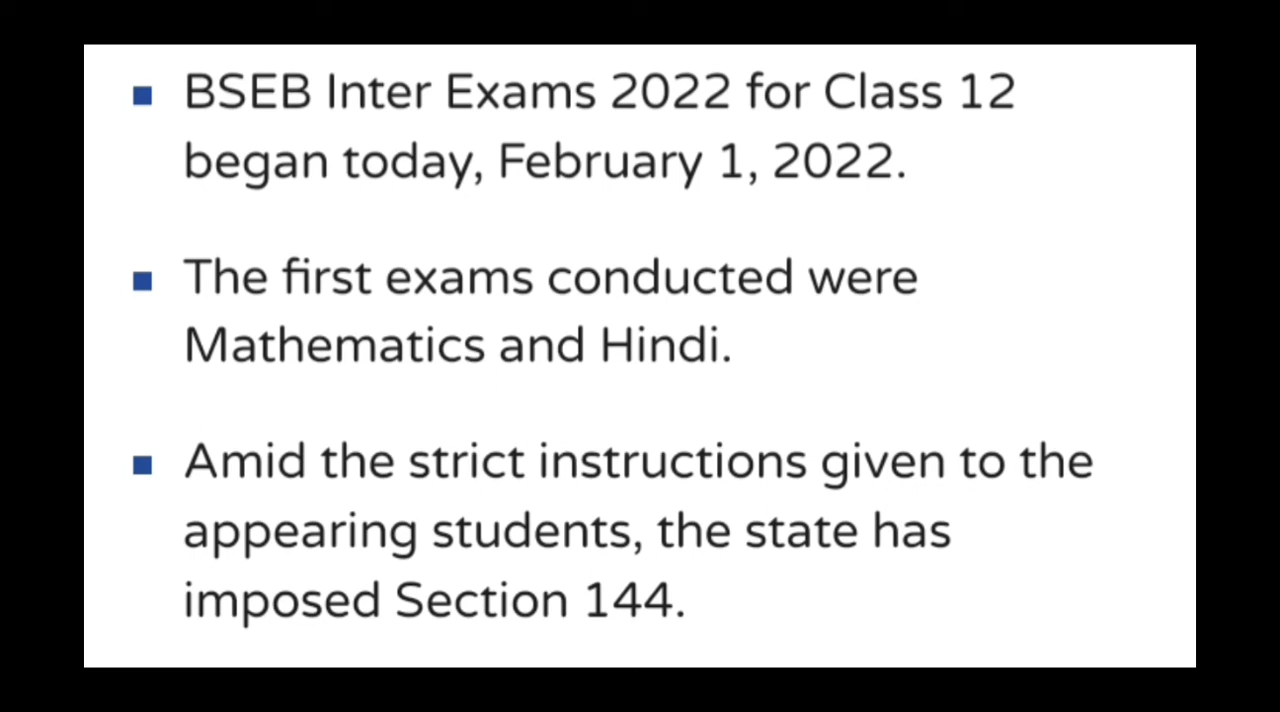 ▪ BSEB Inter Exams 2022 for Class 12
began today, February 1, 2022.
▪ The first exams conducted were
Mathematics and Hindi.
▪ Amid the strict instructions given to the
appearing students, the state has
imposed Section 144.